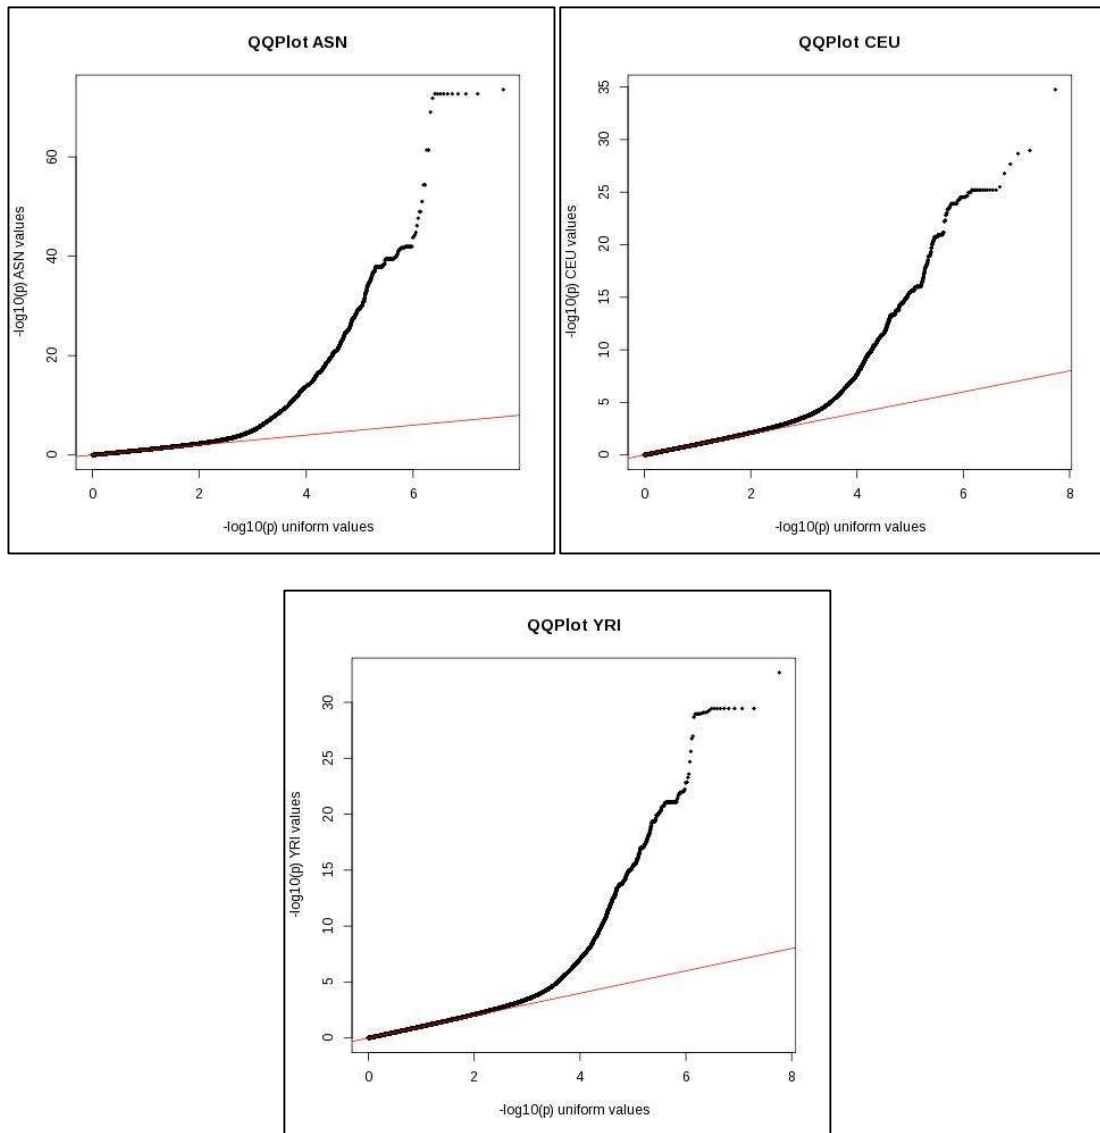 QQPlot ASN
-log10(p) ASN values
0
20
40
60
0 2 4 6
-log10(p) uniform values
QQPlot CEU
-log10(p) CEU values
0
5
10
15
20
25
30
35
0 2 4 6 8
-log10(p) uniform values
QQPlot YRI
-log10(p) YRI values
0
5
10
15
20
25
30
0 2 4 6 8
-log10(p) uniform values